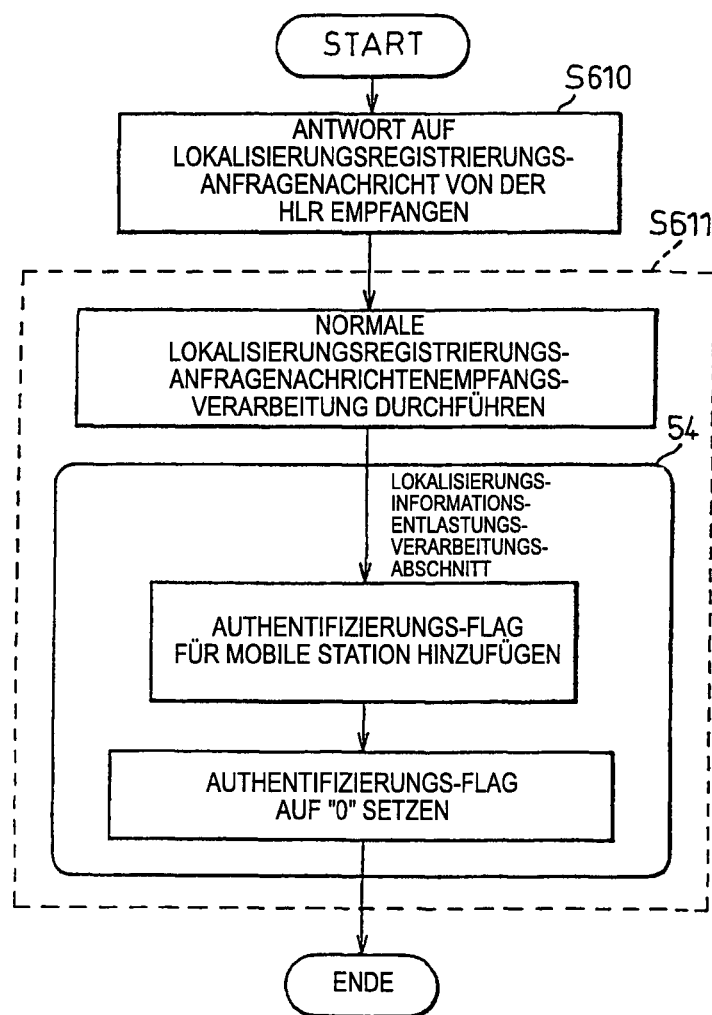 START
S610
ANTWORT AUF
LOKALISIERUNGSREGISTRIERUNGS-
ANFRAGENACHRICHT VON DER
HLR EMPFANGEN
S611
NORMALE
LOKALISIERUNGSREGISTRIERUNGS-
ANFRAGENACHRICHTENEMPFANGS-
VERARBEITUNG DURCHFÜHREN
54
LOKALISIERUNGS-
INFORMATIONS-
ENTLASTUNGS-
VERARBEITUNGS-
ABSCHNITT
AUTHENTIFIZIERUNGS-FLAG
FÜR MOBILE STATION HINZUFÜGEN
AUTHENTIFIZIERUNGS-FLAG
AUF "0" SETZEN
ENDE